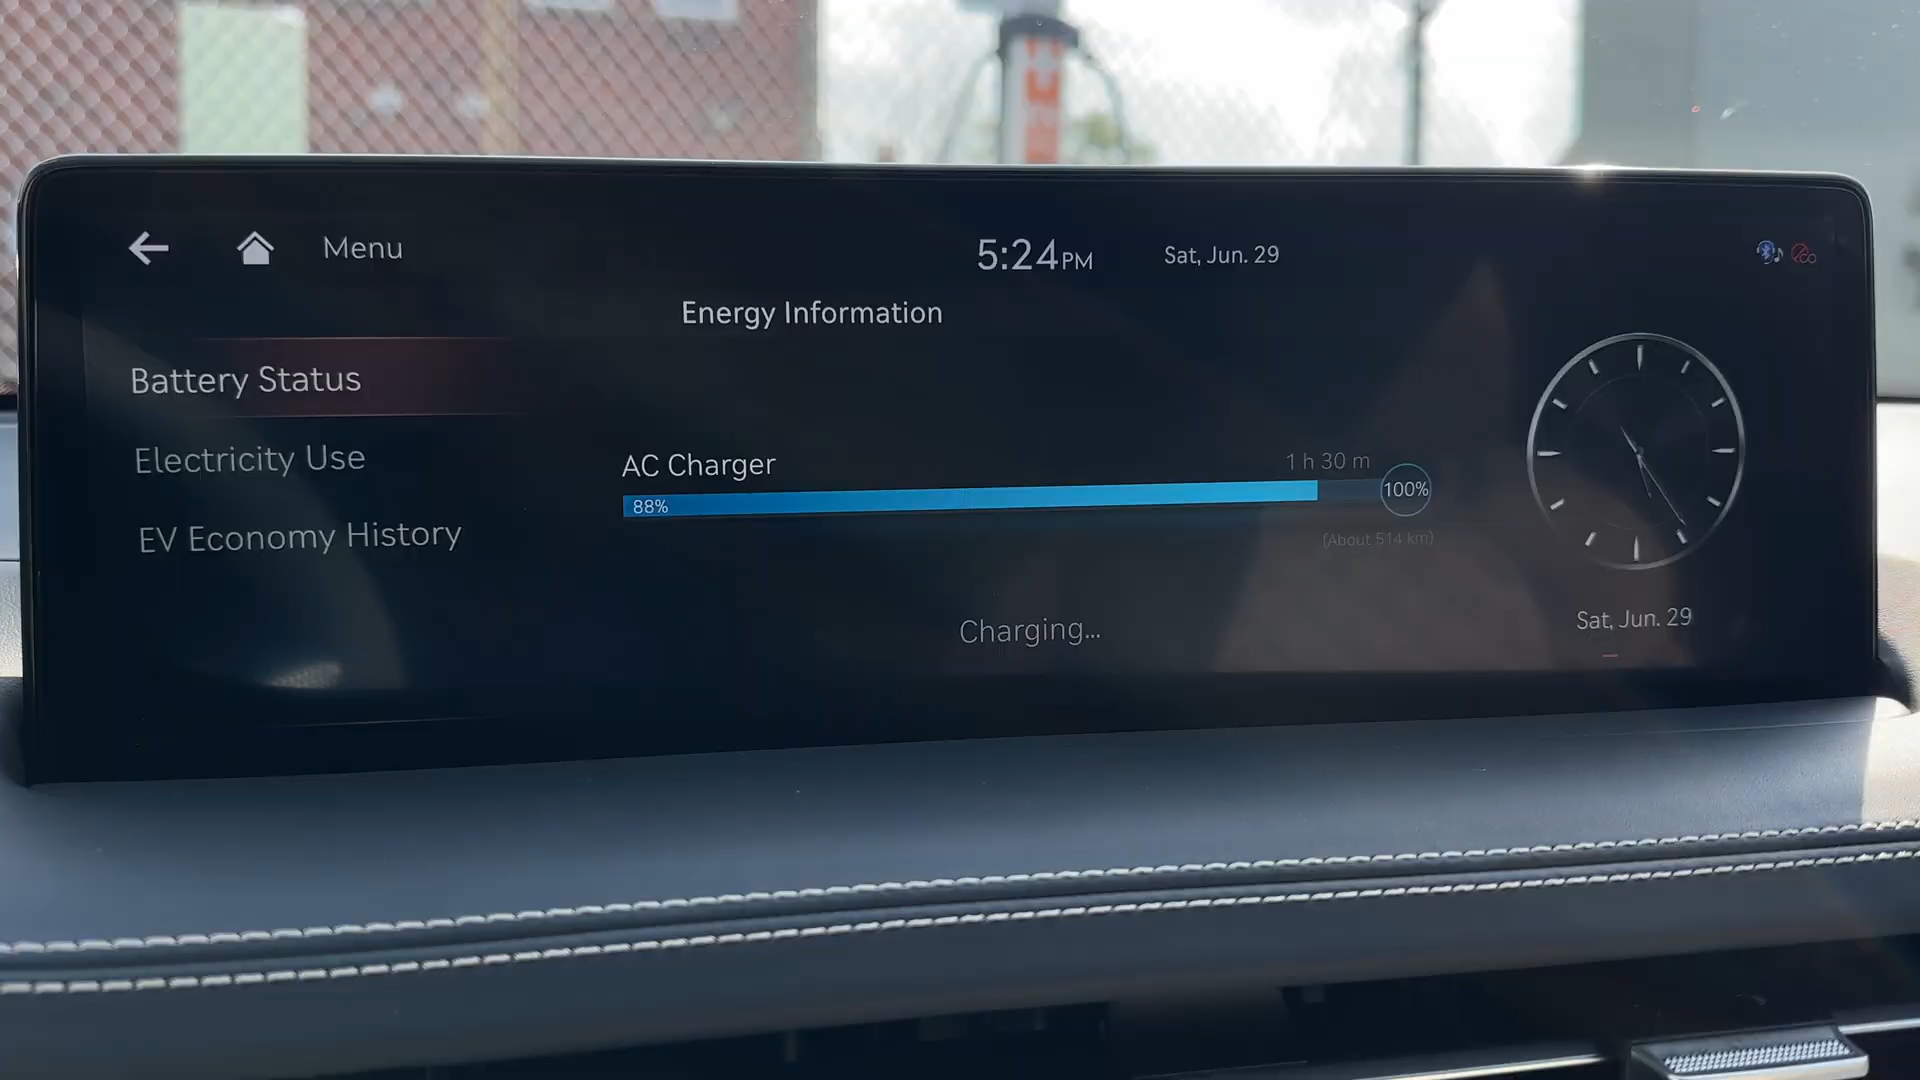 Menu
5:24PM
Sat, Jun. 29
Energy Information
Battery Status
Electricity Use
EV Economy History
AC Charger
1 h 30 m
88%
100%
(About 514 km)
Charging...
Sat, Jun. 29